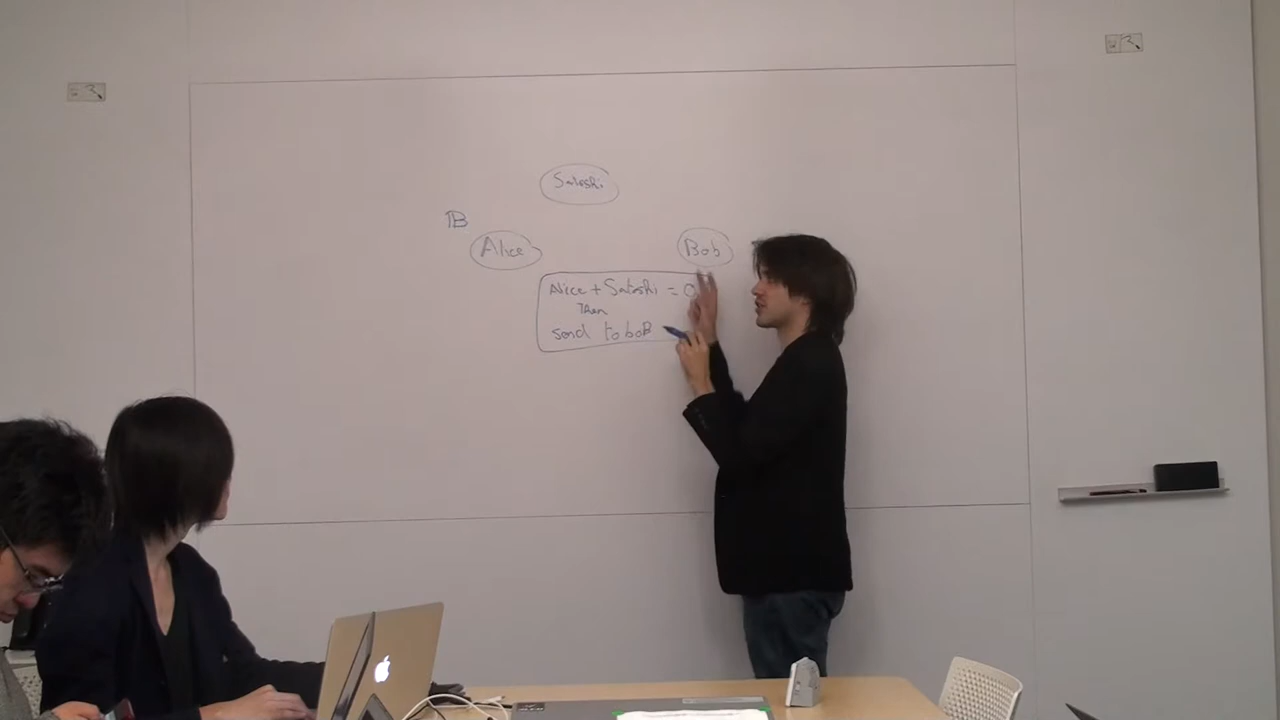 Satoshi
B
Alice
Bob
Alice + Satoshi =
Then
send to boB